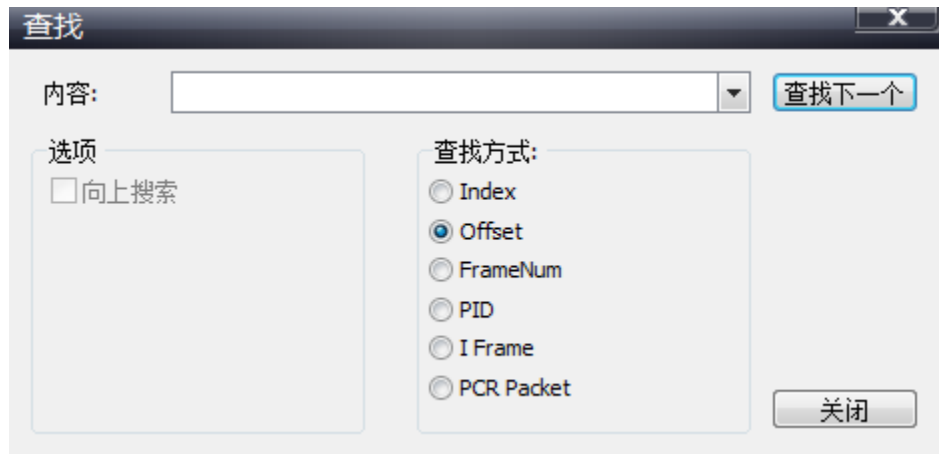 查找
内容:
查找下一个
选项
向上搜索
查找方式:
Index
Offset
FrameNum
PID
I Frame
PCR Packet
关闭